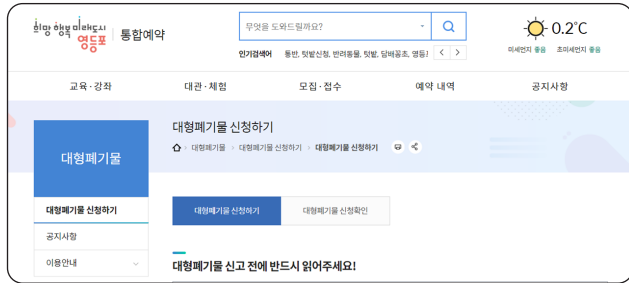 희망·행복·미래도시
영등포
통합예약
무엇을 도와드릴까요?
인기검색어 통반, 텃밭신청, 반려동물, 텃밭, 담배꽁초, 영등포
0.2℃
미세먼지 좋음 초미세먼지 좋음
교육·강좌 대관·체험 모집·접수 예약 내역 공지사항
대형폐기물
대형폐기물 신청하기
대형폐기물 › 대형폐기물 신청하기 › 대형폐기물 신청하기
대형폐기물 신청하기
공지사항
이용안내
대형폐기물 신청하기 대형폐기물 신청확인
대형폐기물 신고 전에 반드시 읽어주세요!